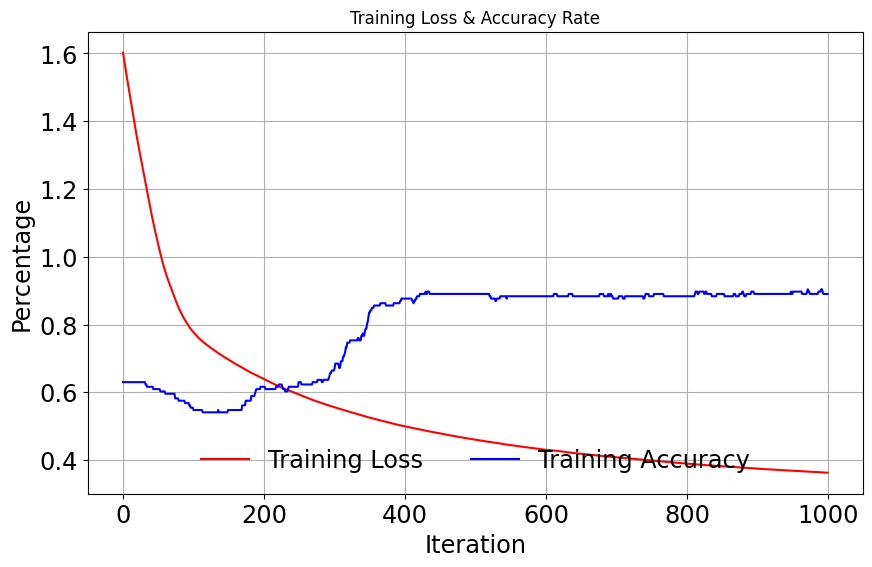 Training Loss & Accuracy Rate
1.6
1.4
1.2
1.0
0.8
0.6
0.4
Percentage
Training Loss Training Accuracy
0 200 400 600 800 1000
Iteration